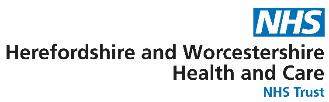 NHS
Herefordshire and Worcestershire
Health and Care
NHS Trust